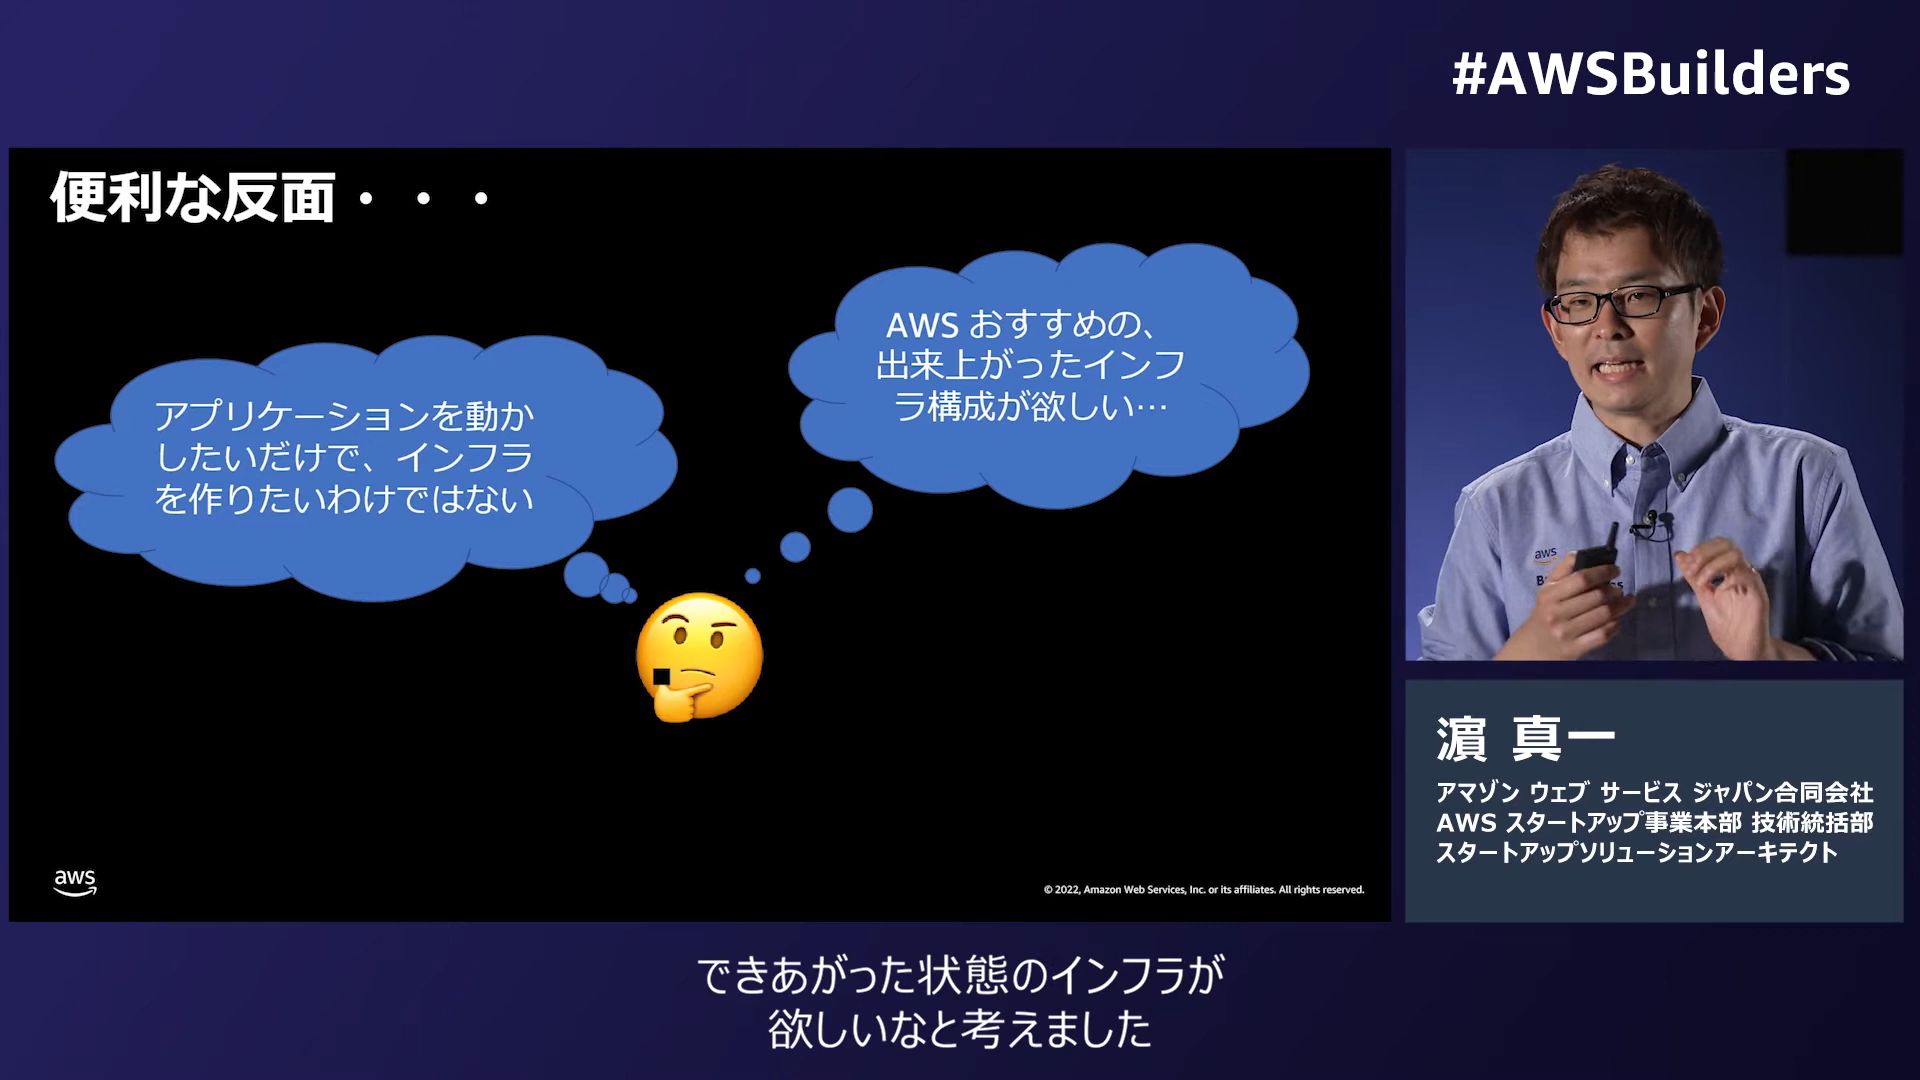 #AWSBuilders
便利な反面・・・
AWS おすすめの、
出来上がったインフ
ラ構成が欲しい…
アプリケーションを動か
したいだけで、インフラ
を作りたいわけではない
aws
© 2022, Amazon Web Services, Inc. or its affiliates. All rights reserved.
aws
濵 真一
アマゾン ウェブ サービス ジャパン合同会社
AWS スタートアップ事業本部 技術統括部
スタートアップソリューションアーキテクト
できあがった状態のインフラが
欲しいなと考えました